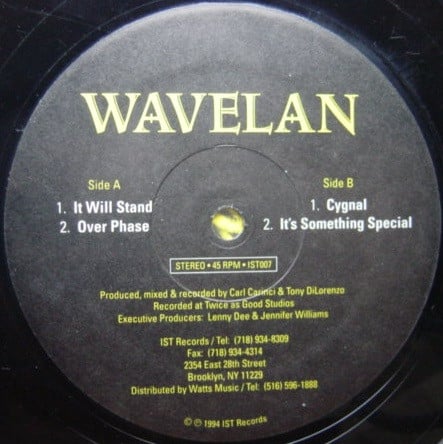 WAVELAN
Side A
1. It Will Stand
2. Over Phase
Side B
1. Cygnal
2. It's Something Special
STEREO • 45 RPM • IST007
Produced, mixed & recorded by Carl Carinci & Tony DiLorenzo
Recorded at Twice as Good Studios
Executive Producers: Lenny Dee & Jennifer Williams
IST Records / Tel: (718) 934-8309
Fax: (718) 934-4314
2354 East 28th Street
Brooklyn, NY 11229
Distributed by Watts Music / Tel: (516) 596-1888
© ℗ 1994 IST Records